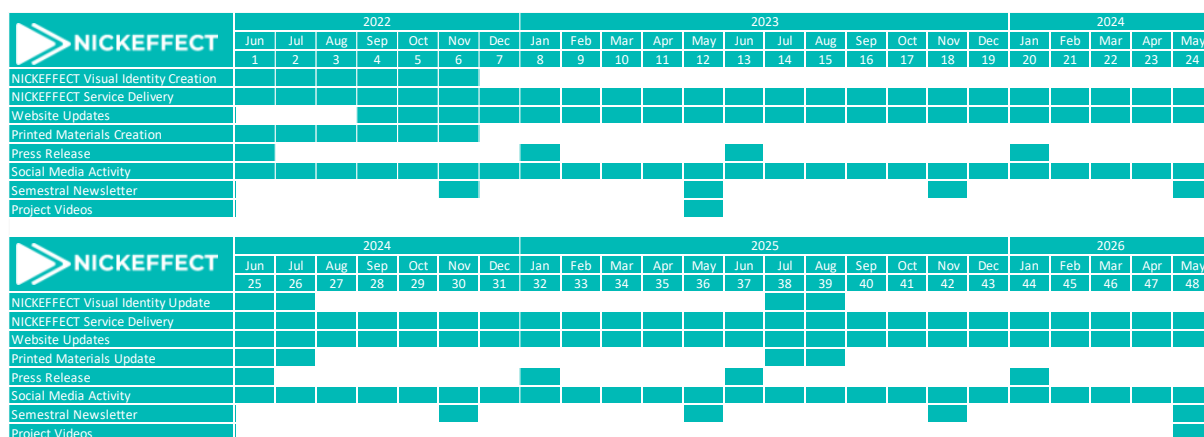 2022 2023 2024
NICKEFFECT
Jun Jul Aug Sep Oct Nov Dec Jan Feb Mar Apr May Jun Jul Aug Sep Oct Nov Dec Jan Feb Mar Apr May
1 2 3 4 5 6 7 8 9 10 11 12 13 14 15 16 17 18 19 20 21 22 23 24
NICKEFFECT Visual Identity Creation
NICKEFFECT Service Delivery
Website Updates
Printed Materials Creation
Press Release
Social Media Activity
Semestral Newsletter
Project Videos
2024 2025 2026
NICKEFFECT
Jun Jul Aug Sep Oct Nov Dec Jan Feb Mar Apr May Jun Jul Aug Sep Oct Nov Dec Jan Feb Mar Apr May
25 26 27 28 29 30 31 32 33 34 35 36 37 38 39 40 41 42 43 44 45 46 47 48
NICKEFFECT Visual Identity Update
NICKEFFECT Service Delivery
Website Updates
Printed Materials Update
Press Release
Social Media Activity
Semestral Newsletter
Project Videos